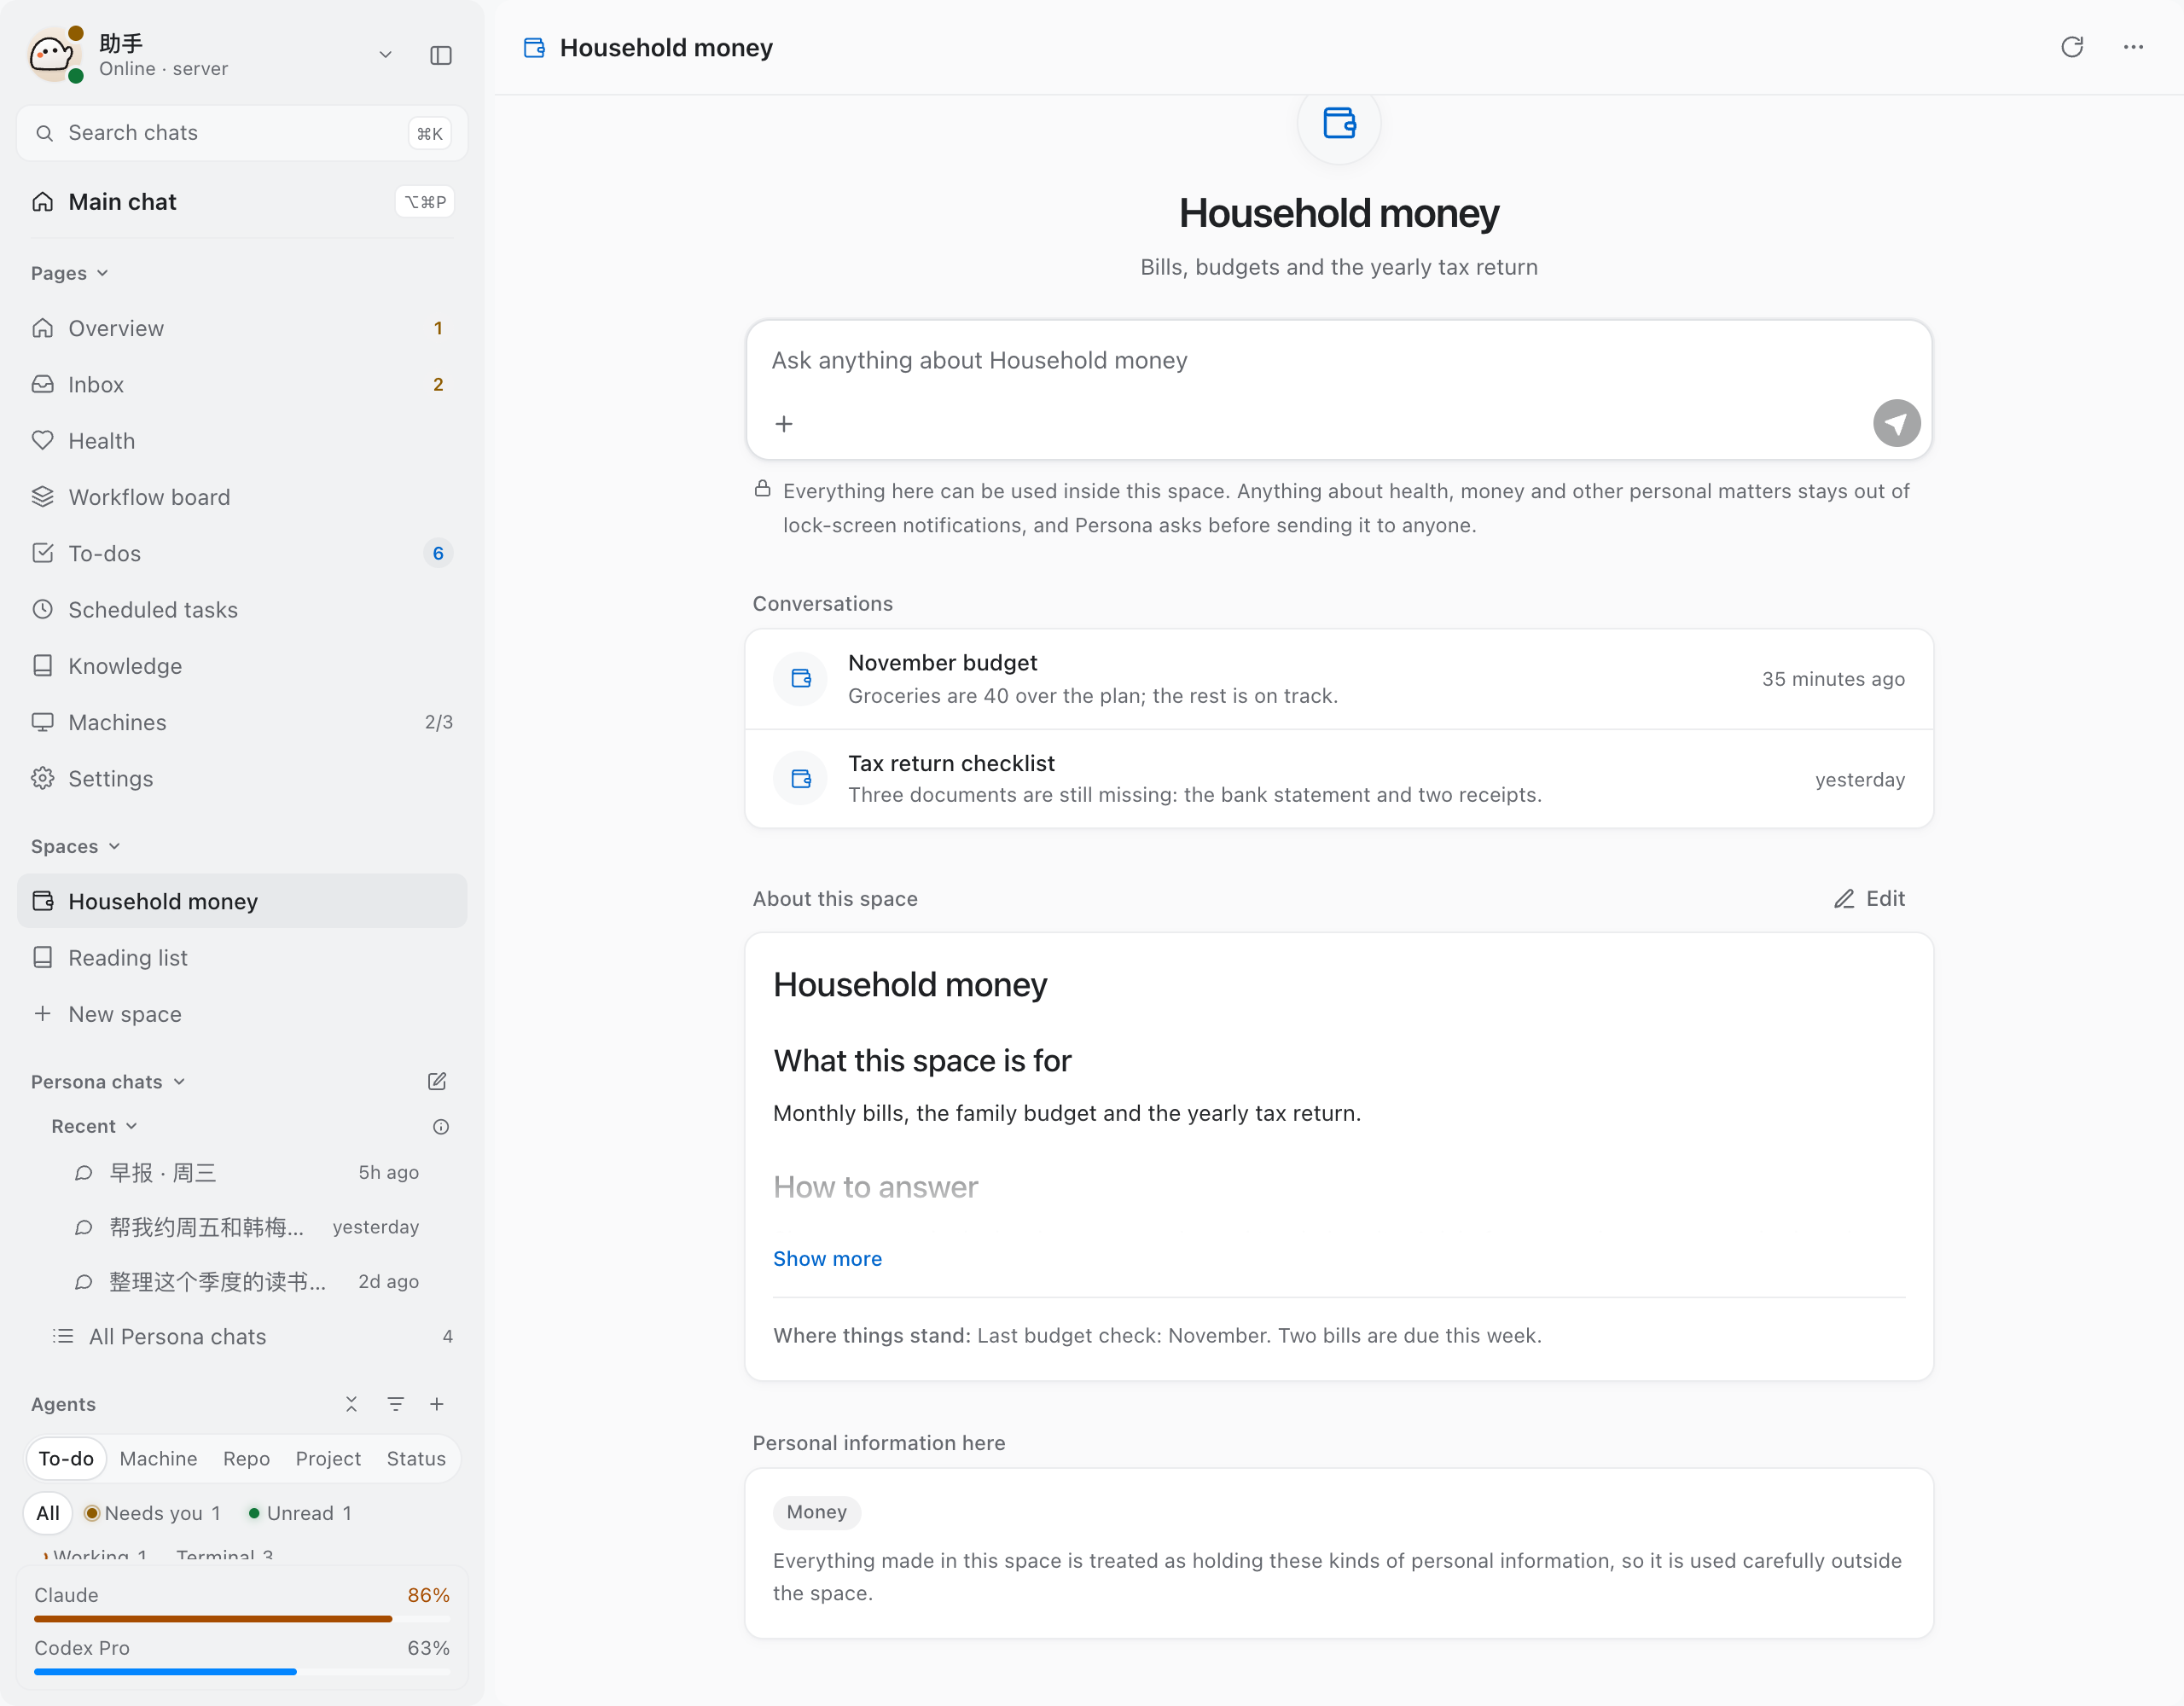 助手
Online · server
Search chats
⌘K
Main chat
⌥⌘P
Pages
Overview
1
Inbox
2
Health
Workflow board
To-dos
6
Scheduled tasks
Knowledge
Machines
2/3
Settings
Spaces
Household money
Reading list
New space
Persona chats
Recent
早报 · 周三
5h ago
帮我约周五和韩梅...
yesterday
整理这个季度的读书...
2d ago
All Persona chats
4
Agents
To-do
Machine
Repo
Project
Status
All
Needs you 1
Unread 1
Working 1
Terminal 3
Claude
86%
Codex Pro
63%
Household money
Household money
Bills, budgets and the yearly tax return
Ask anything about Household money
Everything here can be used inside this space. Anything about health, money and other personal matters stays out of
lock-screen notifications, and Persona asks before sending it to anyone.
Conversations
November budget
Groceries are 40 over the plan; the rest is on track.
35 minutes ago
Tax return checklist
Three documents are still missing: the bank statement and two receipts.
yesterday
About this space
Edit
Household money
What this space is for
Monthly bills, the family budget and the yearly tax return.
How to answer
Show more
Where things stand: Last budget check: November. Two bills are due this week.
Personal information here
Money
Everything made in this space is treated as holding these kinds of personal information, so it is used carefully outside
the space.